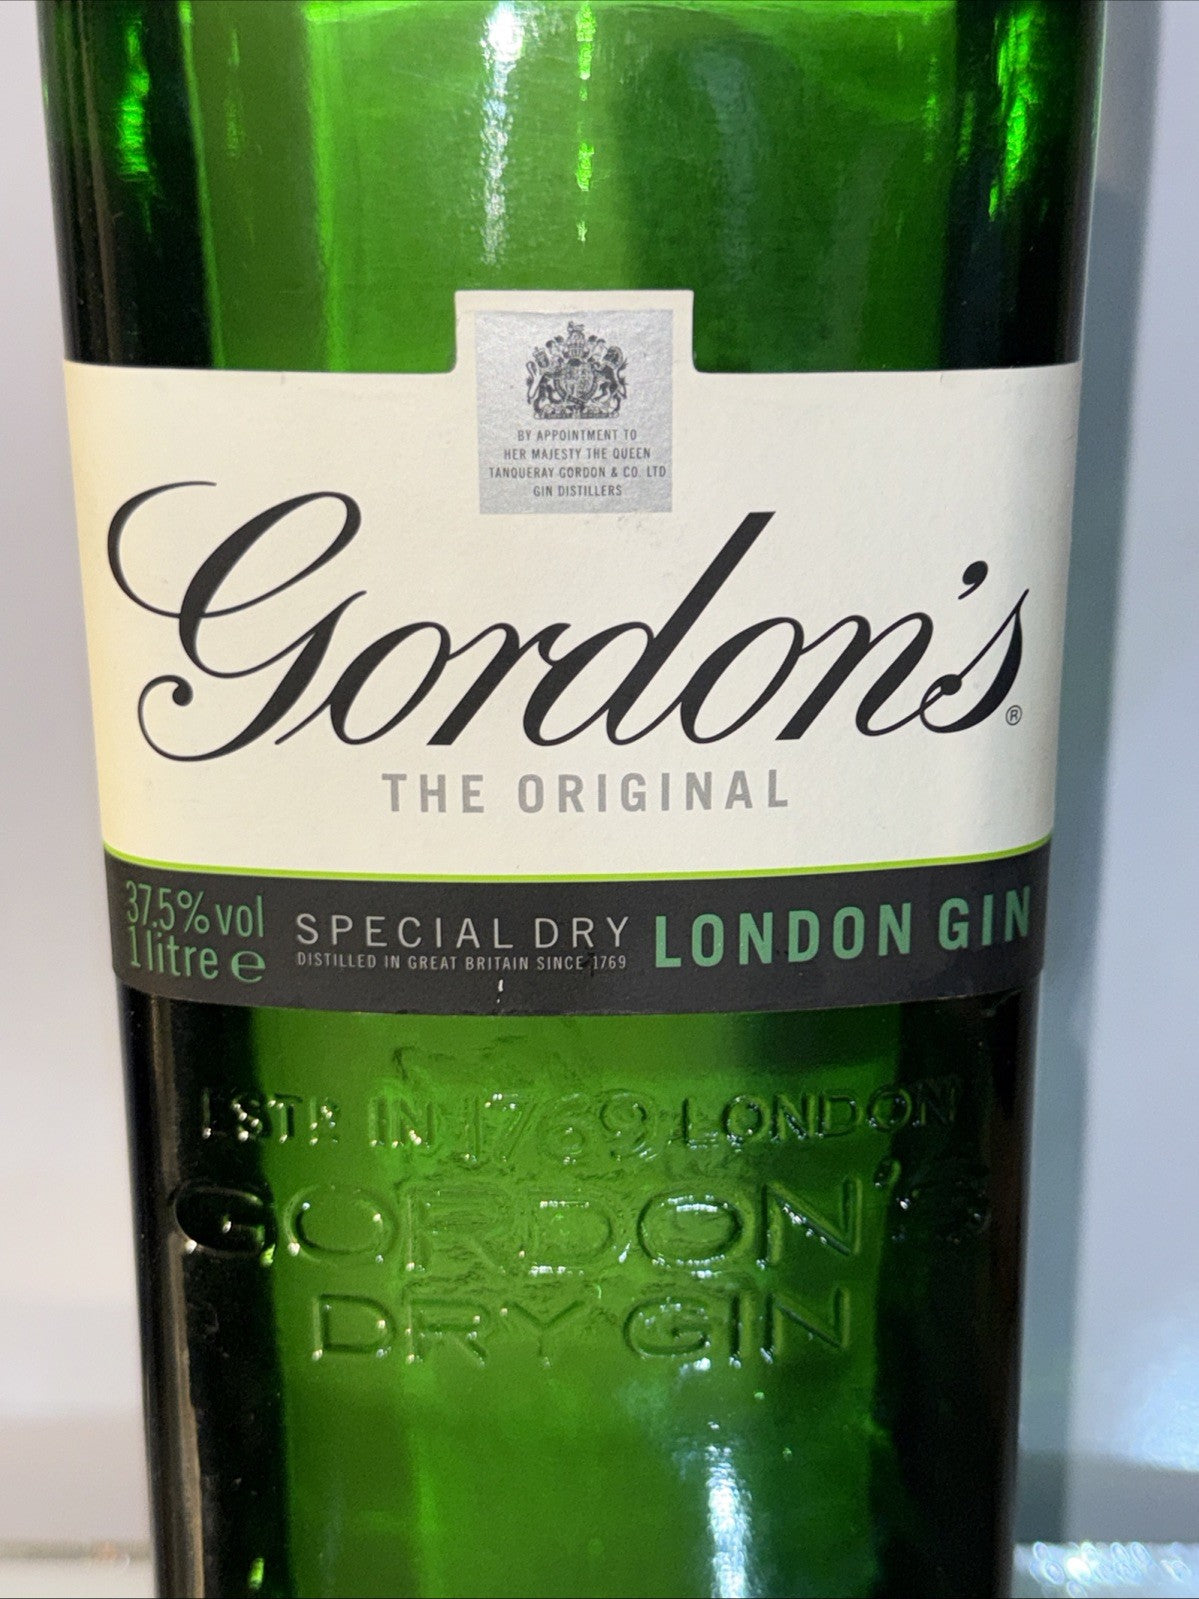 BY APPOINTMENT TO
HER MAJESTY THE QUEEN
TANQUERAY GORDON & CO. LTD
GIN DISTILLERS
Gordon's®
THE ORIGINAL
37.5% vol
1 litre ℮
SPECIAL DRY
DISTILLED IN GREAT BRITAIN SINCE 1769
LONDON GIN
ESTD. IN 1769 LONDON
GORDON'S
DRY GIN